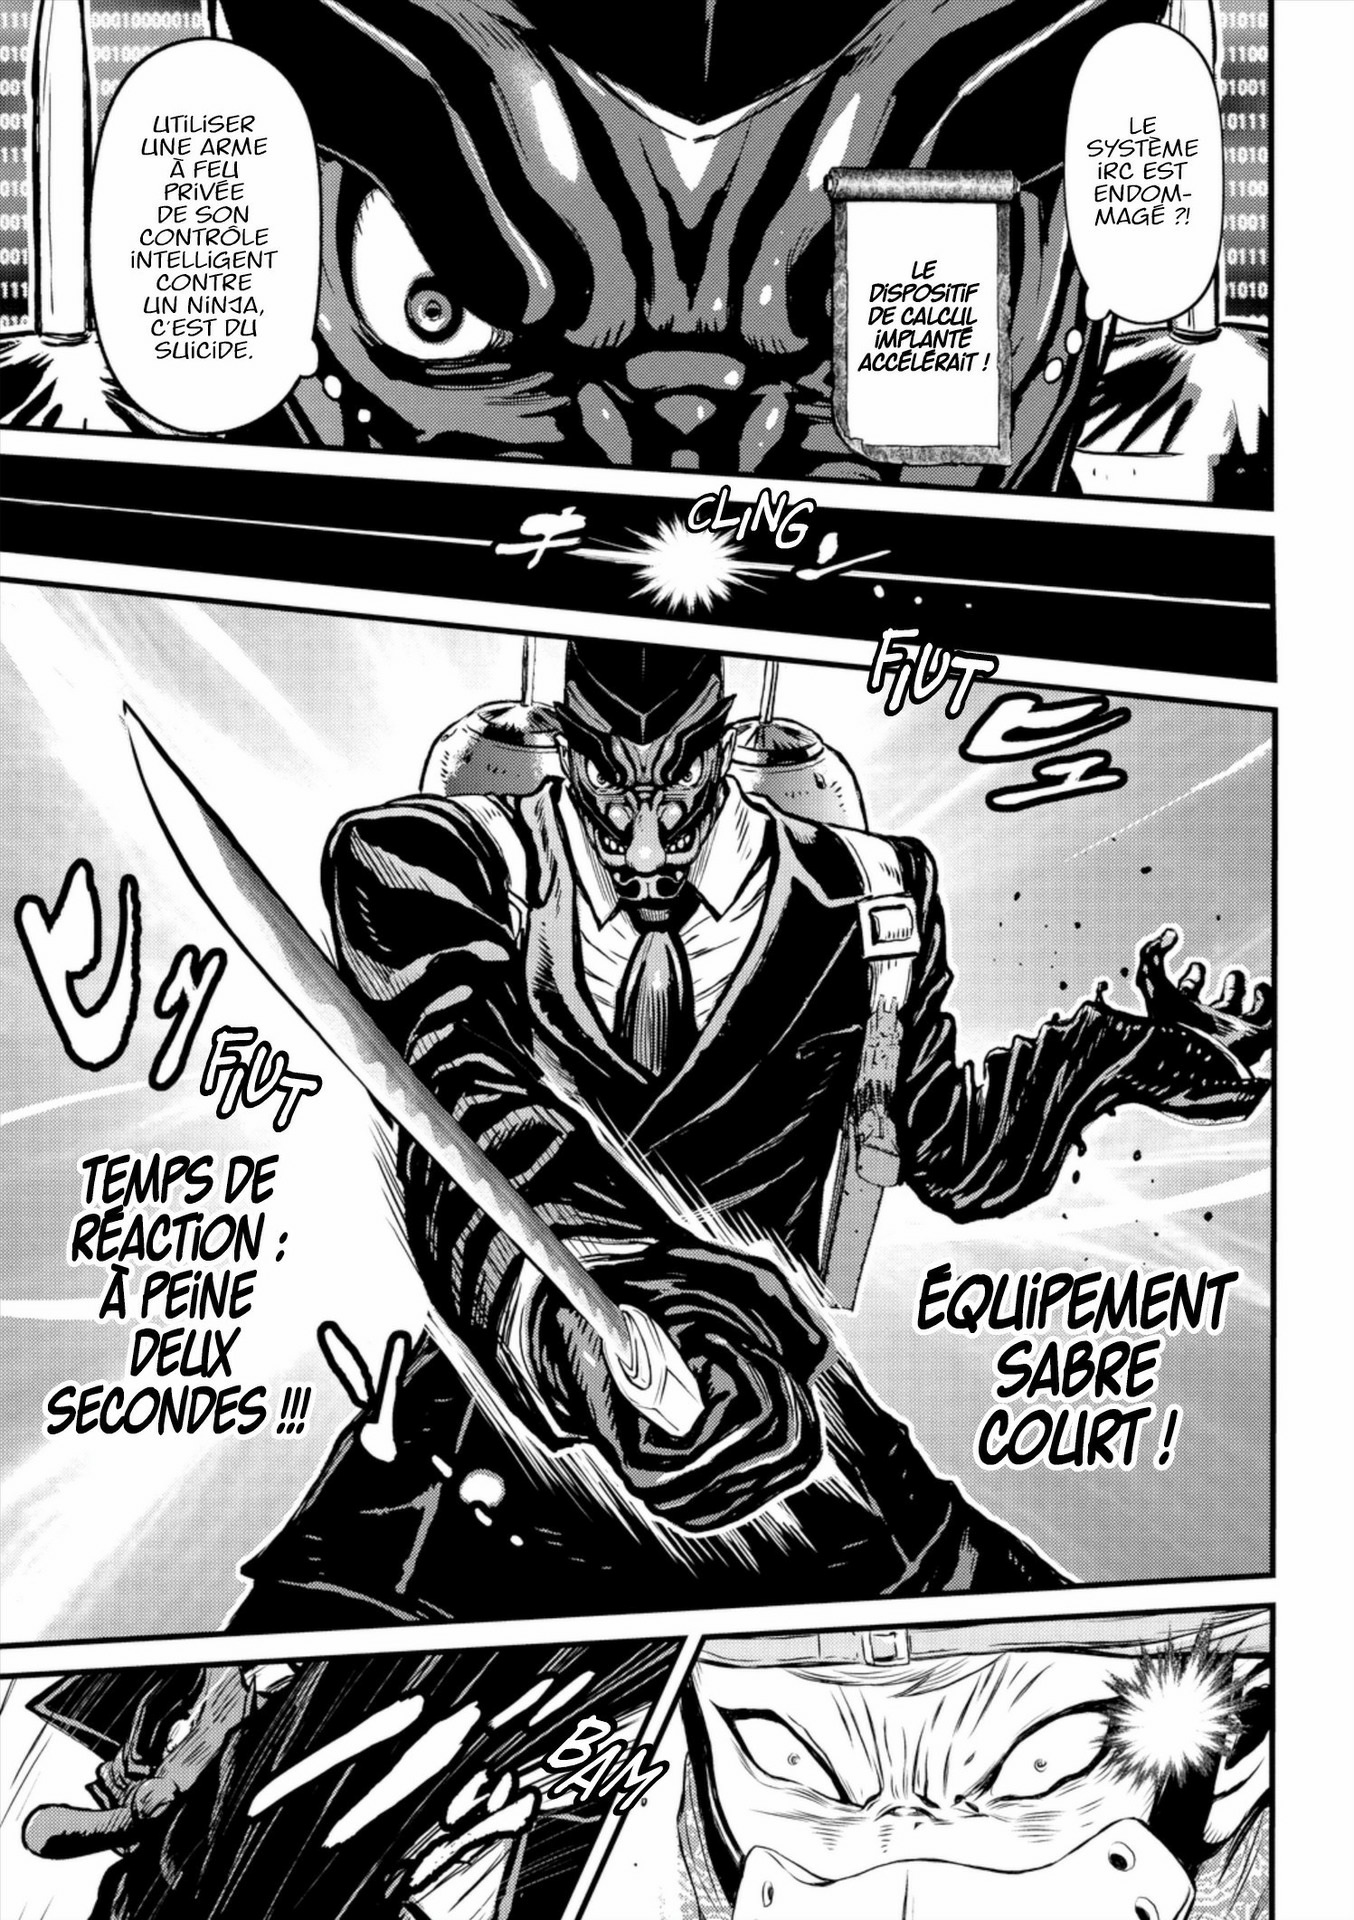 LE
SYSTÈME
IRC EST
ENDOM-
MAGÉ ?!
LE
DISPOSITIF
DE CALCUL
IMPLANTÉ
ACCÉLÉRAIT !
UTILISER
UNE ARME
À FEU
PRIVÉE
DE SON
CONTRÔLE
INTELLIGENT
CONTRE
UN NINJA,
C'EST DU
SUICIDE.
CLING
FIUT
FIUT
ÉQUIPEMENT
SABRE
COURT !
TEMPS DE
RÉACTION :
À PEINE
DEUX
SECONDES !!!
BAM